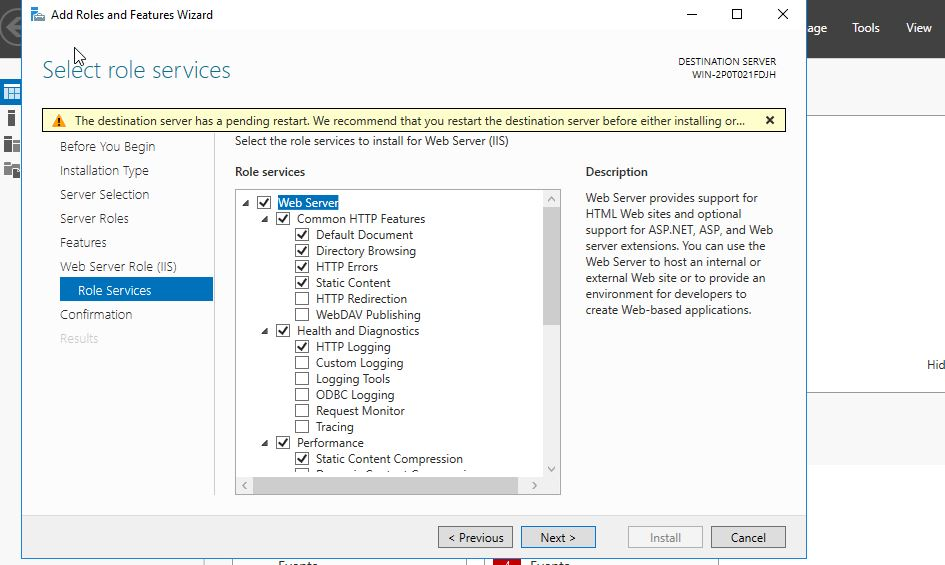 Add Roles and Features Wizard
age Tools View
Select role services
DESTINATION SERVER
WIN-2P0T021FDJH
The destination server has a pending restart. We recommend that you restart the destination server before either installing or...
Before You Begin
Installation Type
Server Selection
Server Roles
Features
Web Server Role (IIS)
Role Services
Confirmation
Results
Select the role services to install for Web Server (IIS)
Role services
Web Server
Common HTTP Features
Default Document
Directory Browsing
HTTP Errors
Static Content
HTTP Redirection
WebDAV Publishing
Health and Diagnostics
HTTP Logging
Custom Logging
Logging Tools
ODBC Logging
Request Monitor
Tracing
Performance
Static Content Compression
Description
Web Server provides support for
HTML Web sites and optional
support for ASP.NET, ASP, and Web
server extensions. You can use the
Web Server to host an internal or
external Web site or to provide an
environment for developers to
create Web-based applications.
Hid
< Previous
Next >
Install
Cancel
Events
4 Events